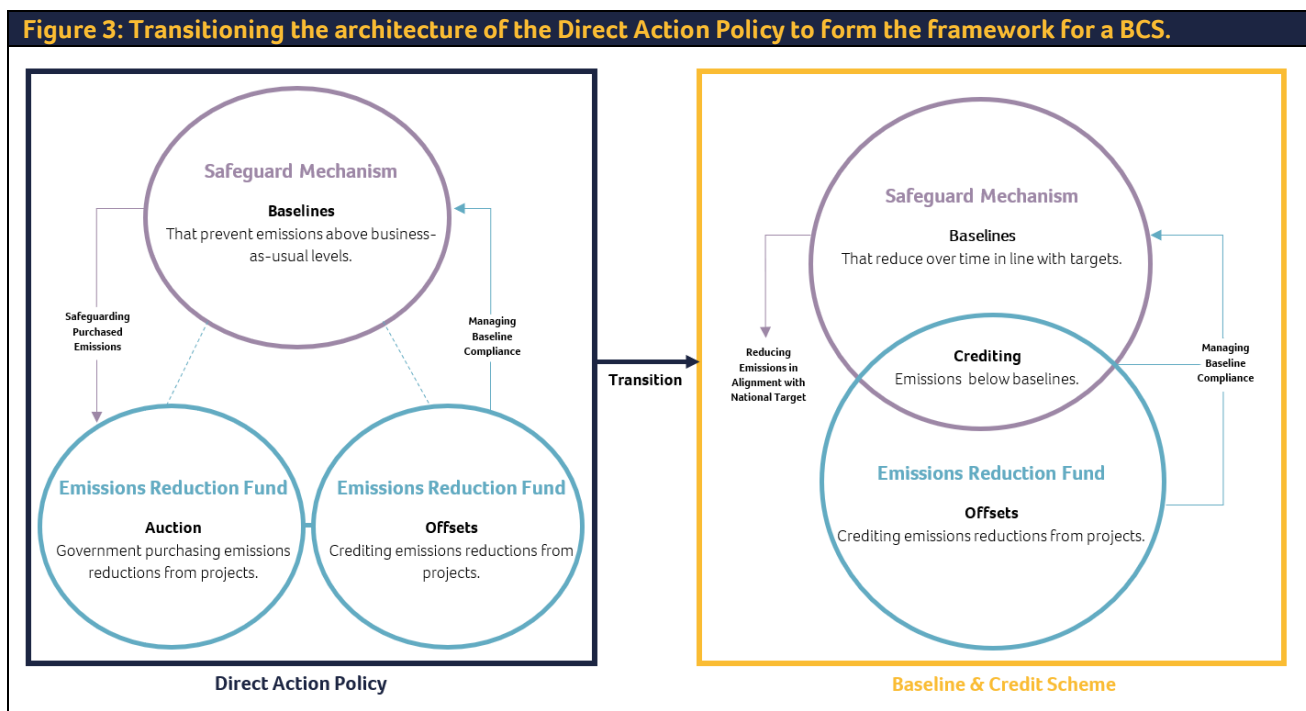 Figure 3: Transitioning the architecture of the Direct Action Policy to form the framework for a BCS.
Safeguard Mechanism
Baselines
That prevent emissions above business-
as-usual levels.
Safeguarding
Purchased
Emissions
Managing
Baseline
Compliance
Emissions Reduction Fund
Auction
Government purchasing emissions
reductions from projects.
Emissions Reduction Fund
Offsets
Crediting emissions reductions from
projects.
Direct Action Policy
Transition
Safeguard Mechanism
Baselines
That reduce over time in line with targets.
Reducing
Emissions in
Alignment with
National Target
Crediting
Emissions below baselines.
Managing
Baseline
Compliance
Emissions Reduction Fund
Offsets
Crediting emissions reductions from projects.
Baseline & Credit Scheme